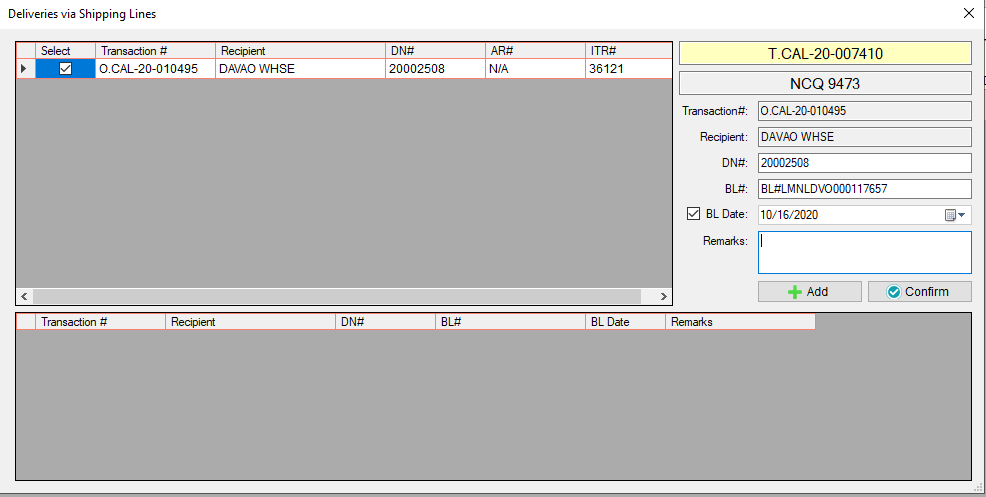 Deliveries via Shipping Lines
Select Transaction # Recipient DN# AR# ITR#
O.CAL-20-010495 DAVAO WHSE 20002508 N/A 36121
T.CAL-20-007410
NCQ 9473
Transaction#: O.CAL-20-010495
Recipient: DAVAO WHSE
DN#: 20002508
BL#: BL#LMNLDVO000117657
BL Date: 10/16/2020
Remarks:
Add Confirm
Transaction # Recipient DN# BL# BL Date Remarks